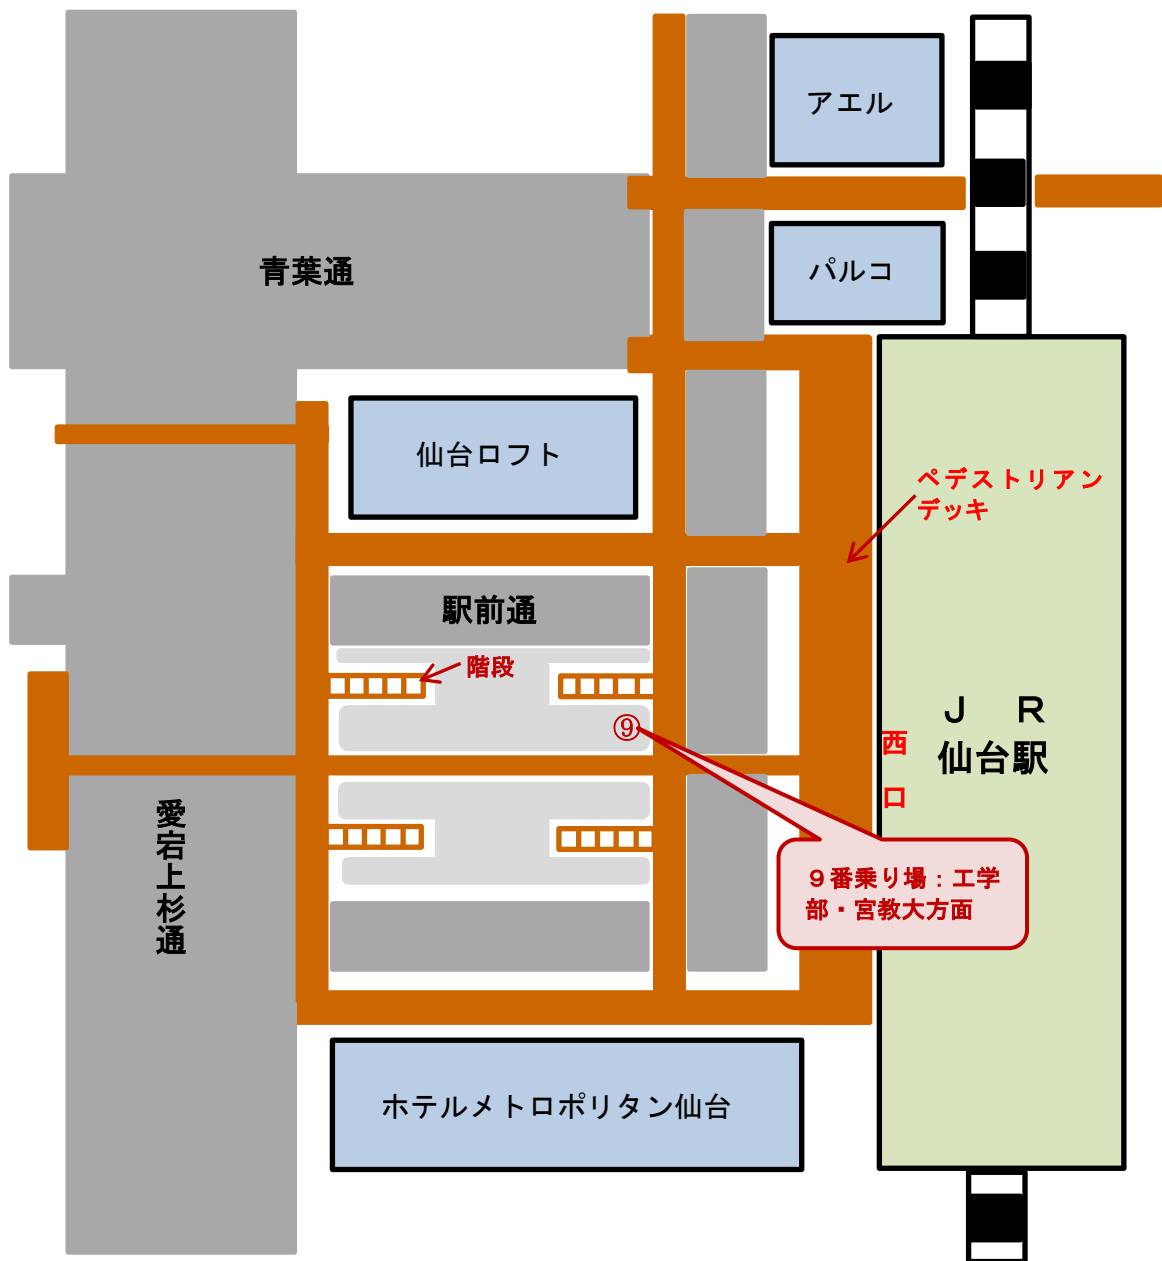 アエル
パルコ
青葉通
仙台ロフト
ペデストリアン
デッキ
駅前通
階段
⑨
ＪＲ
仙台駅
西口
愛宕上杉通
９番乗り場：工学
部・宮教大方面
ホテルメトロポリタン仙台